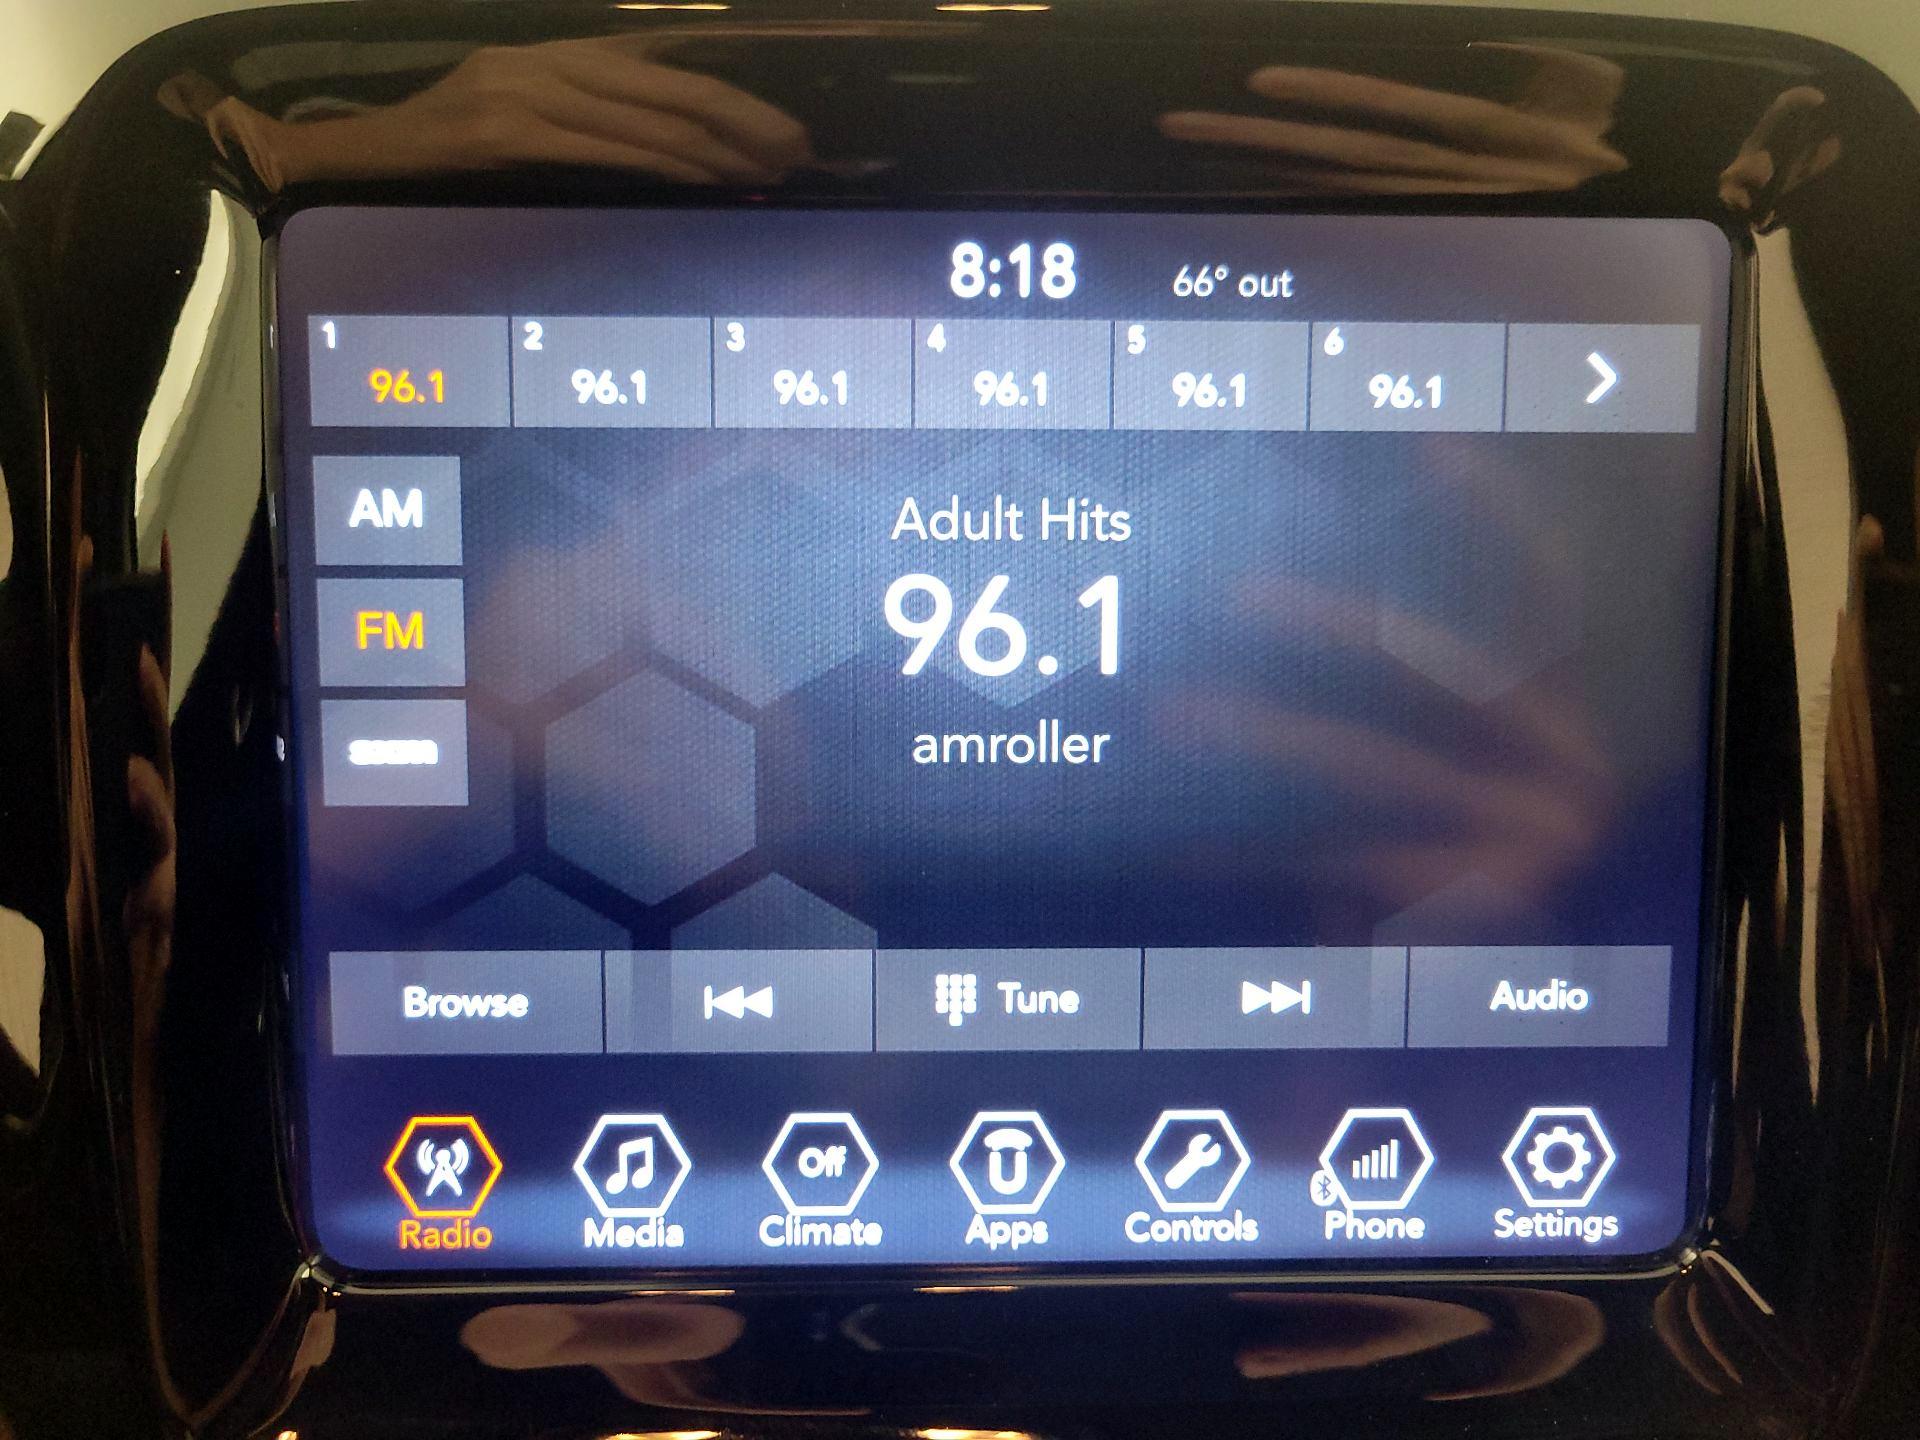 8:18 66° out
1 2 3 4 5 6
96.1 96.1 96.1 96.1 96.1 96.1
AM
FM
Adult Hits
96.1
amroller
Browse Tune Audio
Off
Radio Media Climate Apps Controls Phone Settings